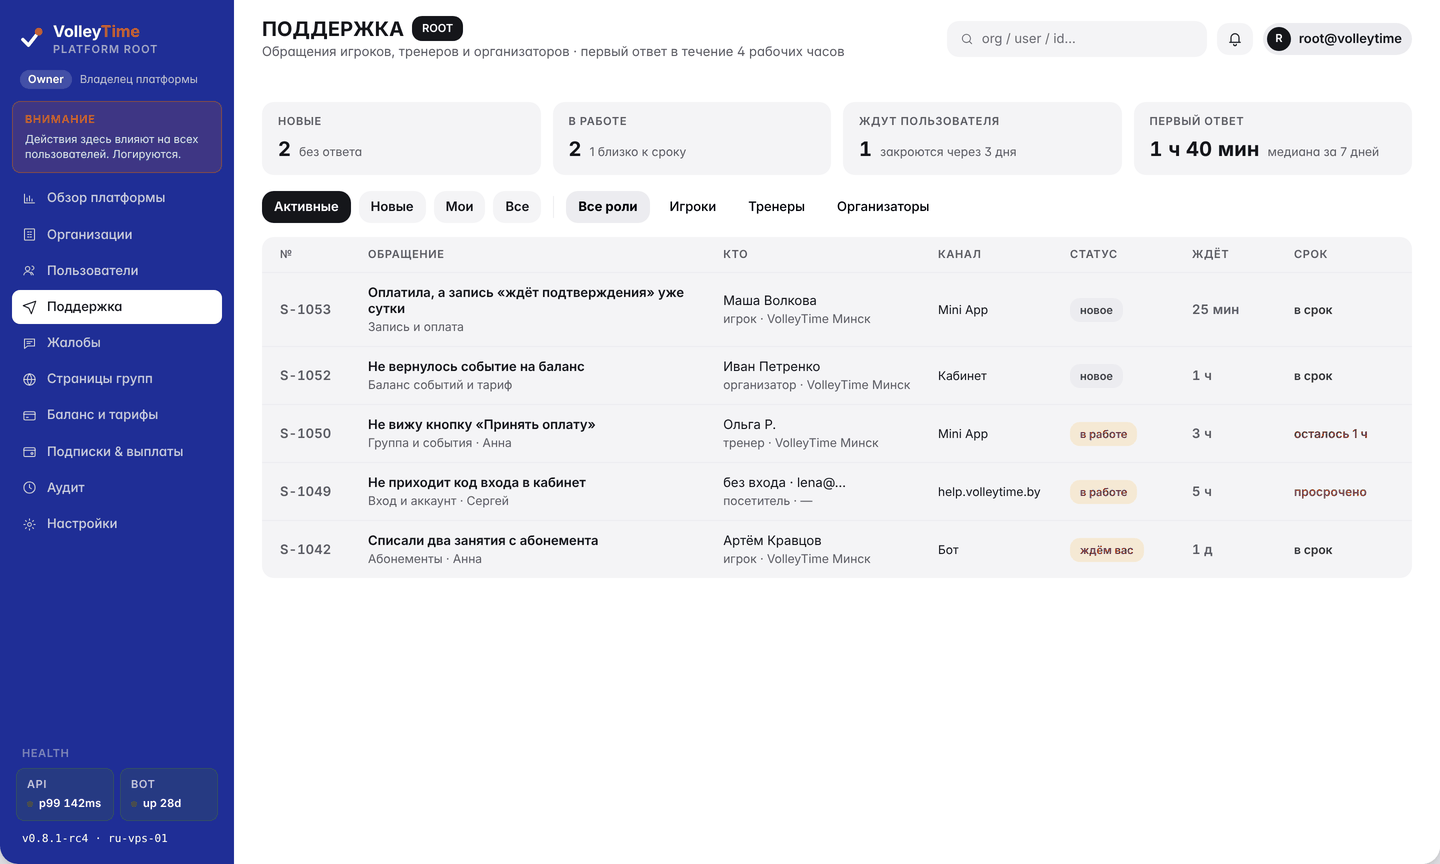 VolleyTime
PLATFORM ROOT
Owner Владелец платформы
ВНИМАНИЕ
Действия здесь влияют на всех
пользователей. Логируются.
Обзор платформы
Организации
Пользователи
Поддержка
Жалобы
Страницы групп
Баланс и тарифы
Подписки & выплаты
Аудит
Настройки
HEALTH
API
p99 142ms
BOT
up 28d
v0.8.1-rc4 · ru-vps-01
ПОДДЕРЖКА ROOT
Обращения игроков, тренеров и организаторов · первый ответ в течение 4 рабочих часов
org / user / id...
R root@volleytime
НОВЫЕ
2 без ответа
В РАБОТЕ
2 1 близко к сроку
ЖДУТ ПОЛЬЗОВАТЕЛЯ
1 закроются через 3 дня
ПЕРВЫЙ ОТВЕТ
1 ч 40 мин медиана за 7 дней
Активные Новые Мои Все Все роли Игроки Тренеры Организаторы
№ ОБРАЩЕНИЕ КТО КАНАЛ СТАТУС ЖДЁТ СРОК
S-1053
Оплатила, а запись «ждёт подтверждения» уже
сутки
Запись и оплата
Маша Волкова
игрок · VolleyTime Минск
Mini App
новое
25 мин
в срок
S-1052
Не вернулось событие на баланс
Баланс событий и тариф
Иван Петренко
организатор · VolleyTime Минск
Кабинет
новое
1 ч
в срок
S-1050
Не вижу кнопку «Принять оплату»
Группа и события · Анна
Ольга Р.
тренер · VolleyTime Минск
Mini App
в работе
3 ч
осталось 1 ч
S-1049
Не приходит код входа в кабинет
Вход и аккаунт · Сергей
без входа · lena@...
посетитель · —
help.volleytime.by
в работе
5 ч
просрочено
S-1042
Списали два занятия с абонемента
Абонементы · Анна
Артём Кравцов
игрок · VolleyTime Минск
Бот
ждём вас
1 д
в срок